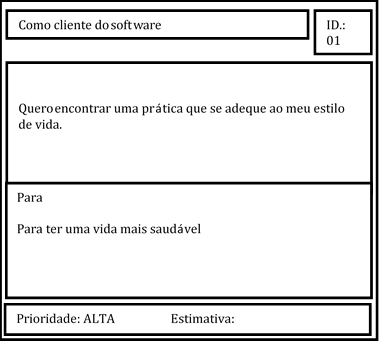 Como cliente do software
ID.:
01
Quero encontrar uma prática que se adeque ao meu estilo
de vida.
Para
Para ter uma vida mais saudável
Prioridade: ALTA Estimativa: